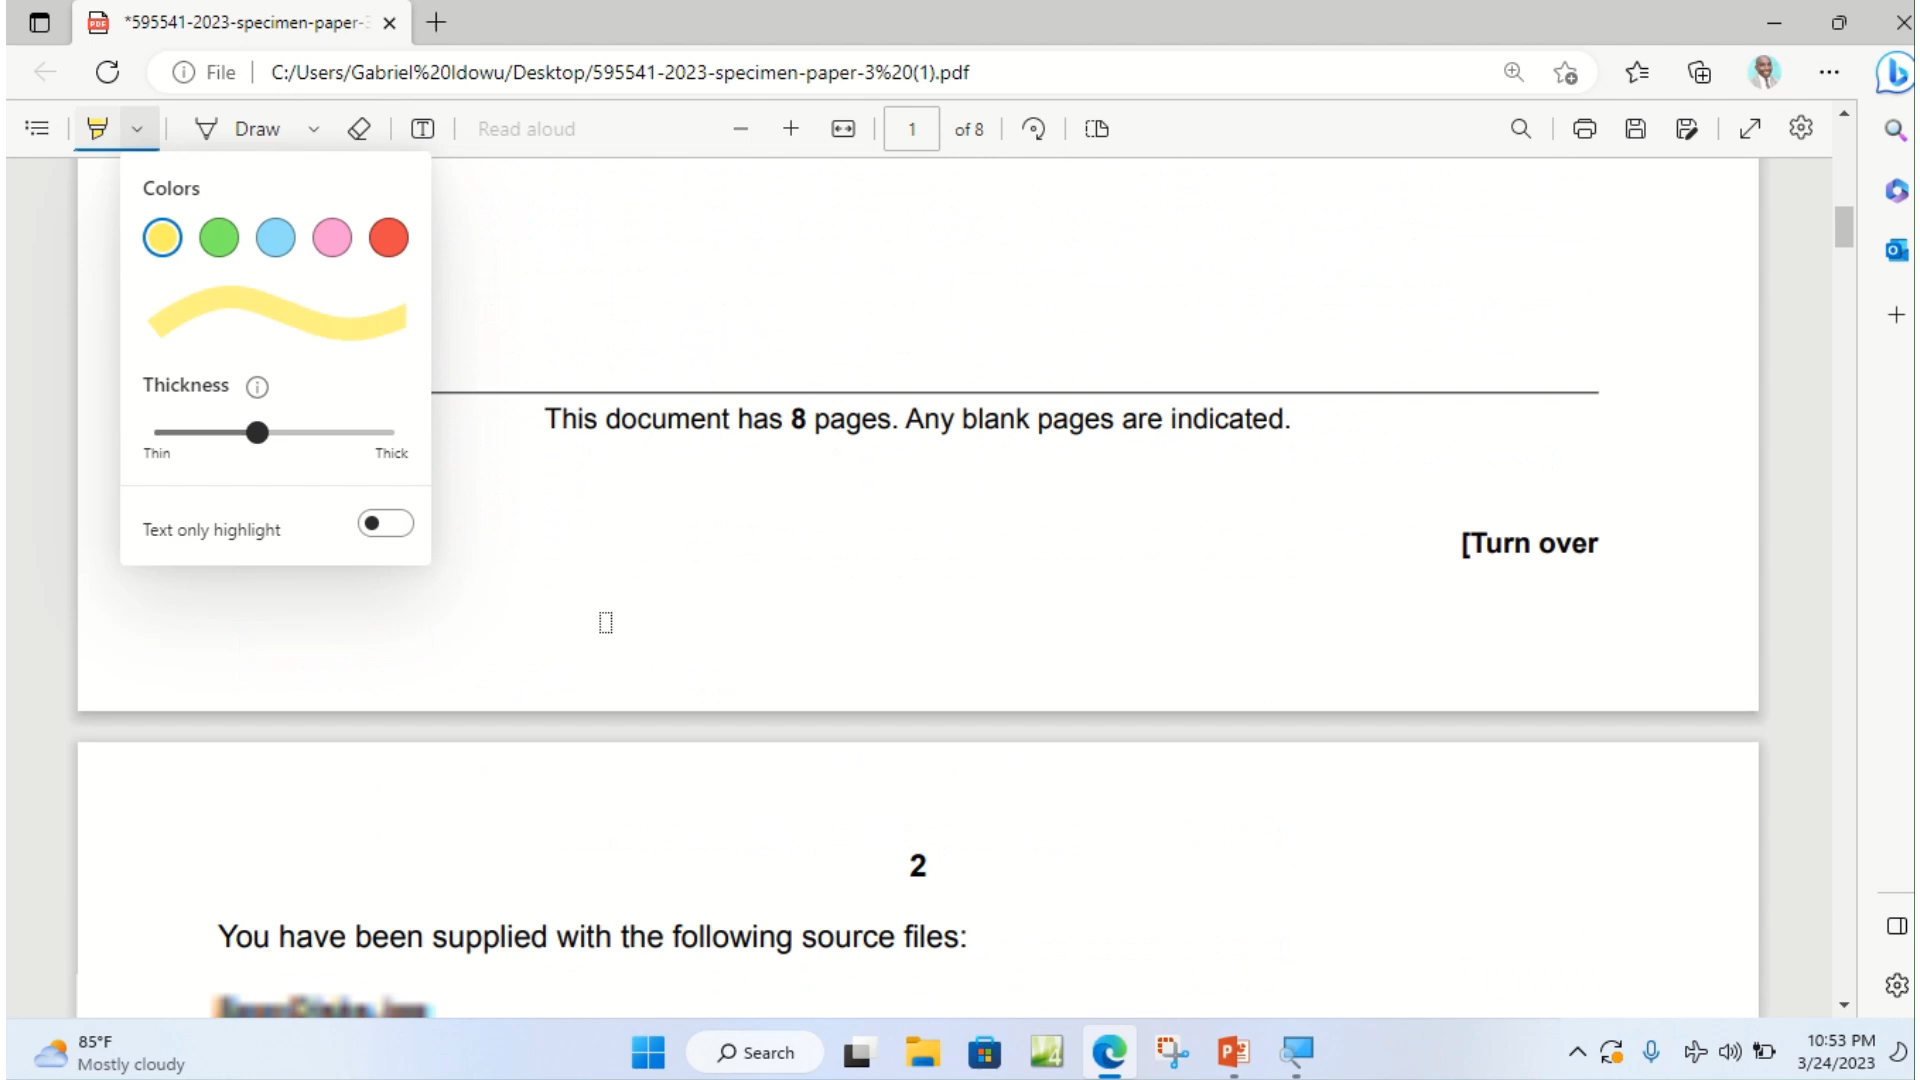 *595541-2023-specimen-paper-
File
C:/Users/Gabriel%20Idowu/Desktop/595541-2023-specimen-paper-3%20(1).pdf
Draw
Read aloud
1
of 8
Colors
Thickness
Thin
Thick
Text only highlight
This document has 8 pages. Any blank pages are indicated.
[Turn over
2
You have been supplied with the following source files:
85°F
Mostly cloudy
Search
10:53 PM
3/24/2023